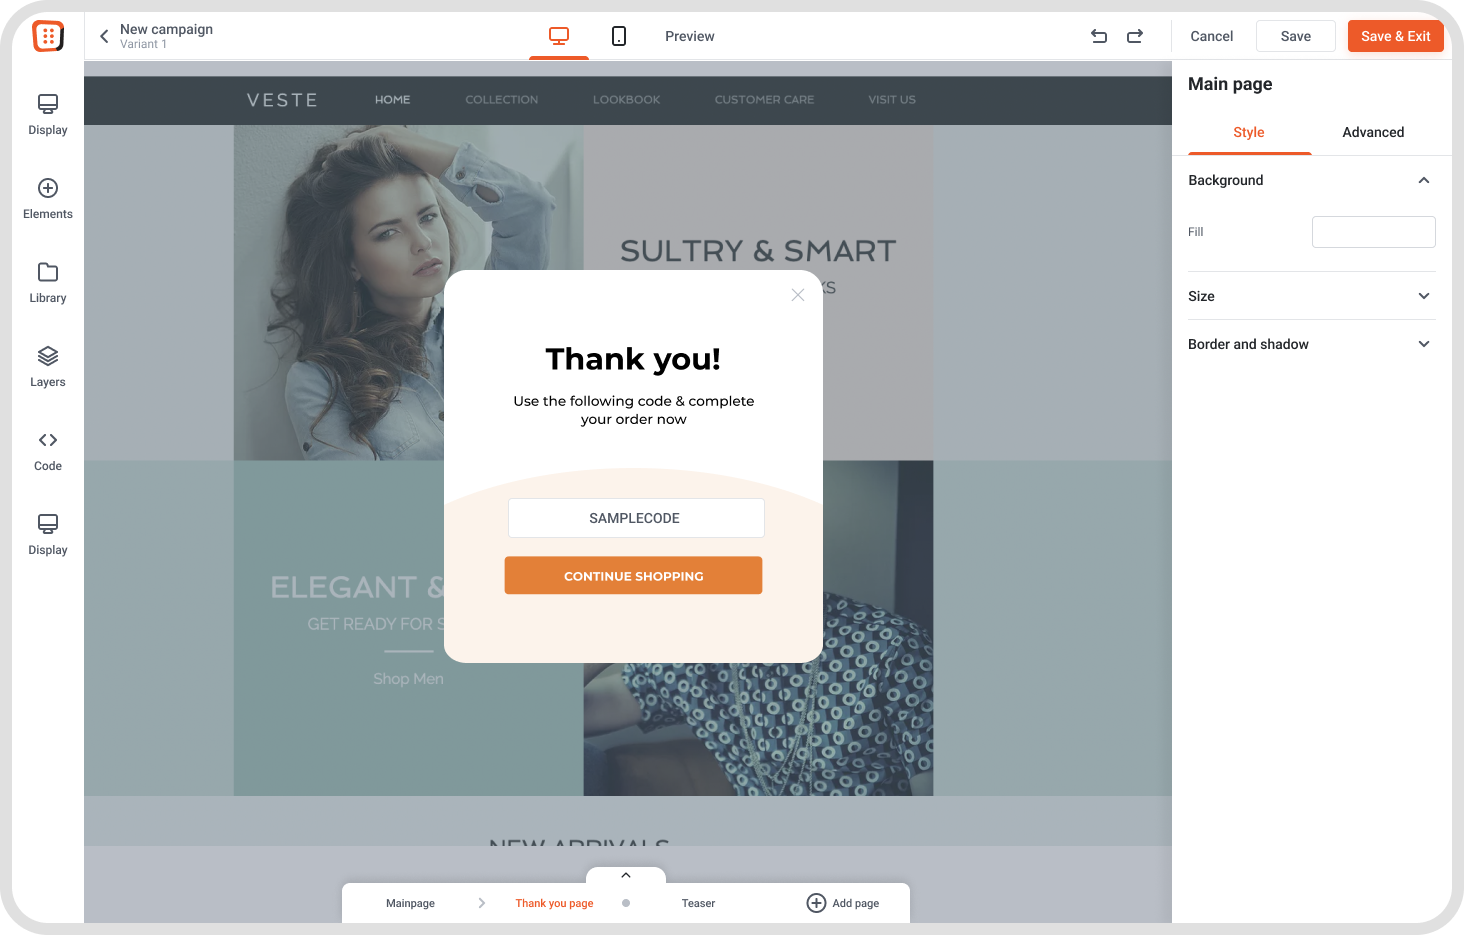 New campaign
Variant 1
Preview
Cancel
Save
Save & Exit
Display
Elements
Library
Layers
Code
Display
VESTE
HOME
COLLECTION
LOOKBOOK
CUSTOMER CARE
VISIT US
SULTRY & SMART
KS
Thank you!
Use the following code & complete
your order now
SAMPLECODE
CONTINUE SHOPPING
ELEGANT &
GET READY FOR S
Shop Men
NEW ARRIVALS
Mainpage
Thank you page
Teaser
Add page
Main page
Style
Advanced
Background
Fill
Size
Border and shadow